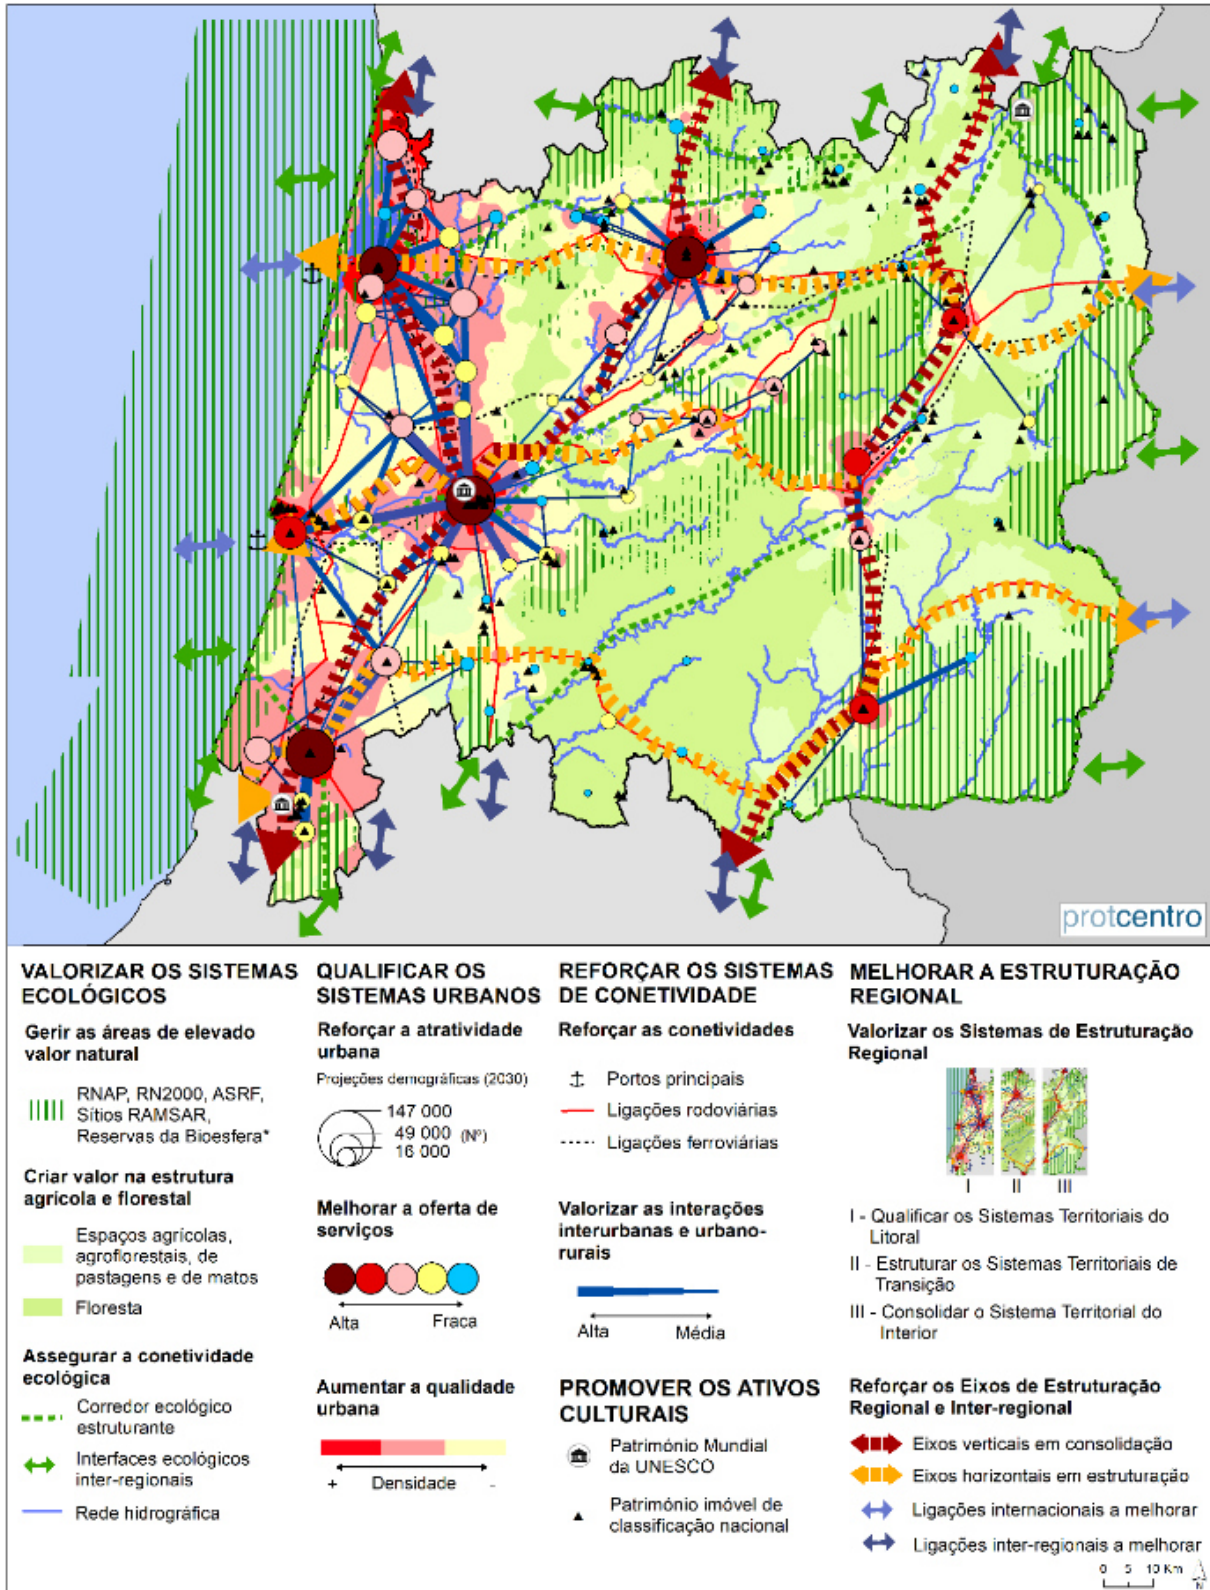 protcentro
VALORIZAR OS SISTEMAS
ECOLÓGICOS
Gerir as áreas de elevado
valor natural
RNAP, RN2000, ASRF,
Sítios RAMSAR,
Reservas da Bioesfera*
Criar valor na estrutura
agrícola e florestal
Espaços agrícolas,
agroflorestais, de
pastagens e de matos
Floresta
Assegurar a conetividade
ecológica
Corredor ecológico
estruturante
Interfaces ecológicos
inter-regionais
Rede hidrográfica
QUALIFICAR OS
SISTEMAS URBANOS
Reforçar a atratividade
urbana
Projeções demográficas (2030)
147 000
49 000 (Nº)
16 000
Melhorar a oferta de
serviços
Alta Fraca
Aumentar a qualidade
urbana
+ Densidade -
REFORÇAR OS SISTEMAS
DE CONETIVIDADE
Reforçar as conetividades
Portos principais
Ligações rodoviárias
Ligações ferroviárias
Valorizar as interações
interurbanas e urbano-
rurais
Alta Média
PROMOVER OS ATIVOS
CULTURAIS
Património Mundial
da UNESCO
Património imóvel de
classificação nacional
MELHORAR A ESTRUTURAÇÃO
REGIONAL
Valorizar os Sistemas de Estruturação
Regional
I II III
I - Qualificar os Sistemas Territoriais do
Litoral
II - Estruturar os Sistemas Territoriais de
Transição
III - Consolidar o Sistema Territorial do
Interior
Reforçar os Eixos de Estruturação
Regional e Inter-regional
Eixos verticais em consolidação
Eixos horizontais em estruturação
Ligações internacionais a melhorar
Ligações inter-regionais a melhorar
0 5 10 Km
N